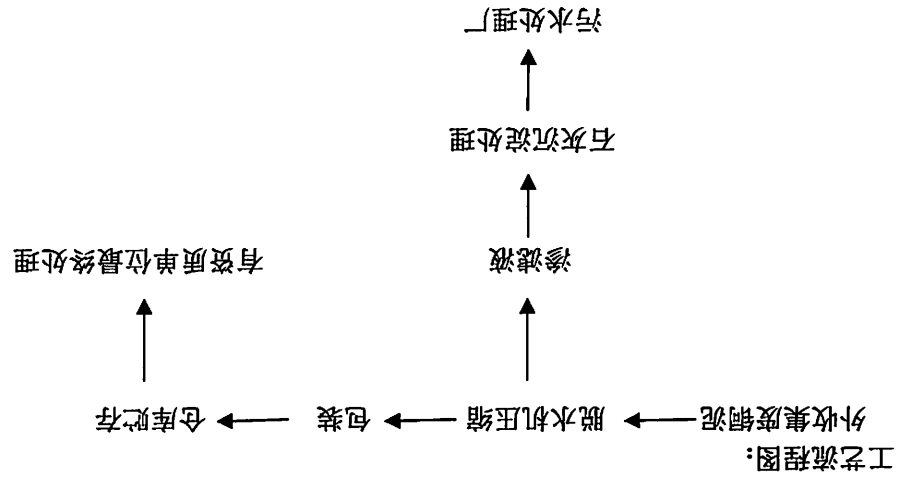 工艺流程图：
外收集废铜泥 脱水机压缩 包装 仓库贮存
渗滤液 有资质单位最终处理
石灰沉淀处理
污水处理厂